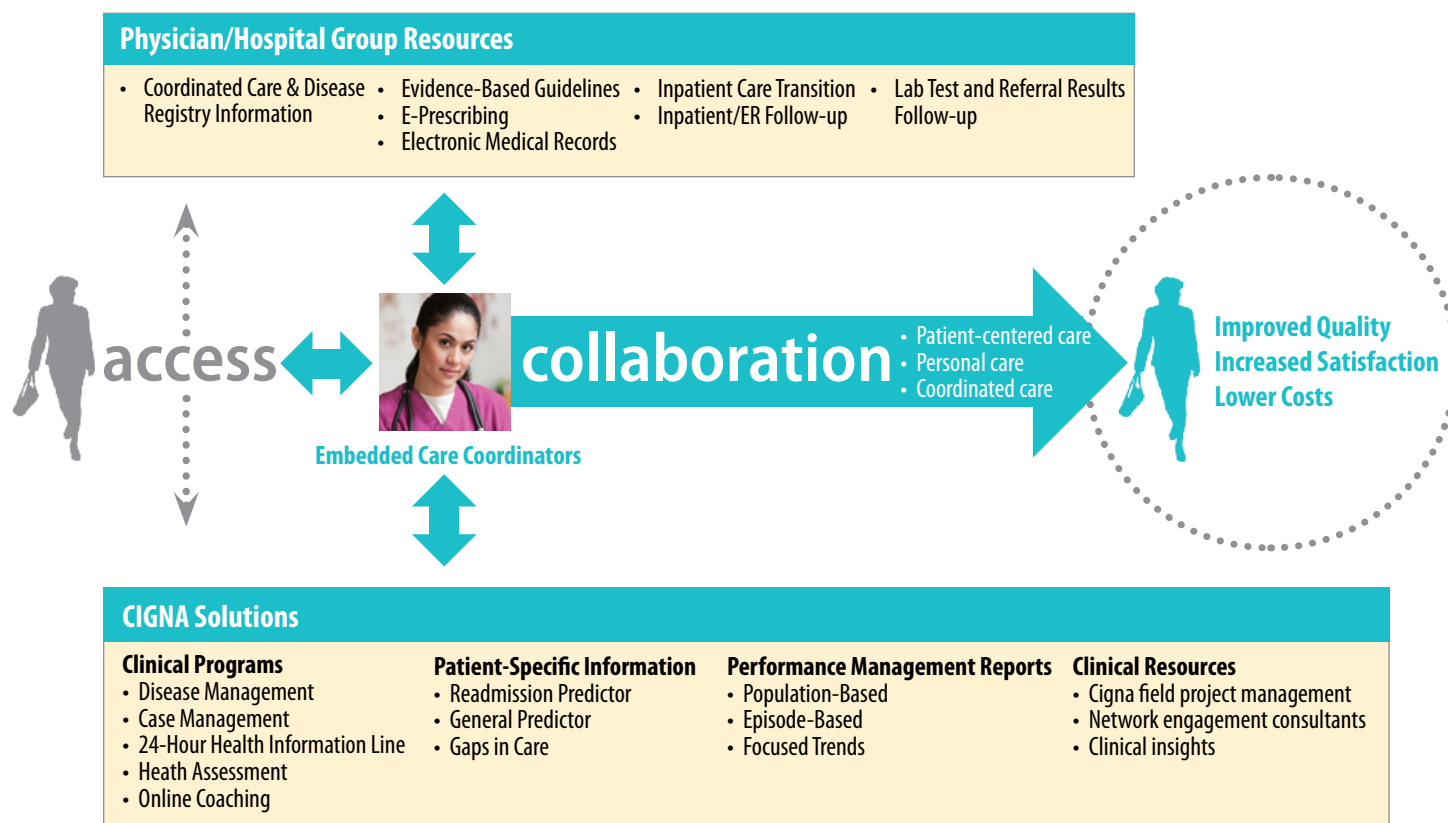 Physician/Hospital Group Resources
• Coordinated Care & Disease
Registry Information
• Evidence-Based Guidelines
• E-Prescribing
• Electronic Medical Records
• Inpatient Care Transition
• Inpatient/ER Follow-up
• Lab Test and Referral Results
Follow-up
access
collaboration
• Patient-centered care
• Personal care
• Coordinated care
Improved Quality
Increased Satisfaction
Lower Costs
Embedded Care Coordinators
CIGNA Solutions
Clinical Programs
• Disease Management
• Case Management
• 24-Hour Health Information Line
• Heath Assessment
• Online Coaching
Patient-Specific Information
• Readmission Predictor
• General Predictor
• Gaps in Care
Performance Management Reports
• Population-Based
• Episode-Based
• Focused Trends
Clinical Resources
• Cigna field project management
• Network engagement consultants
• Clinical insights